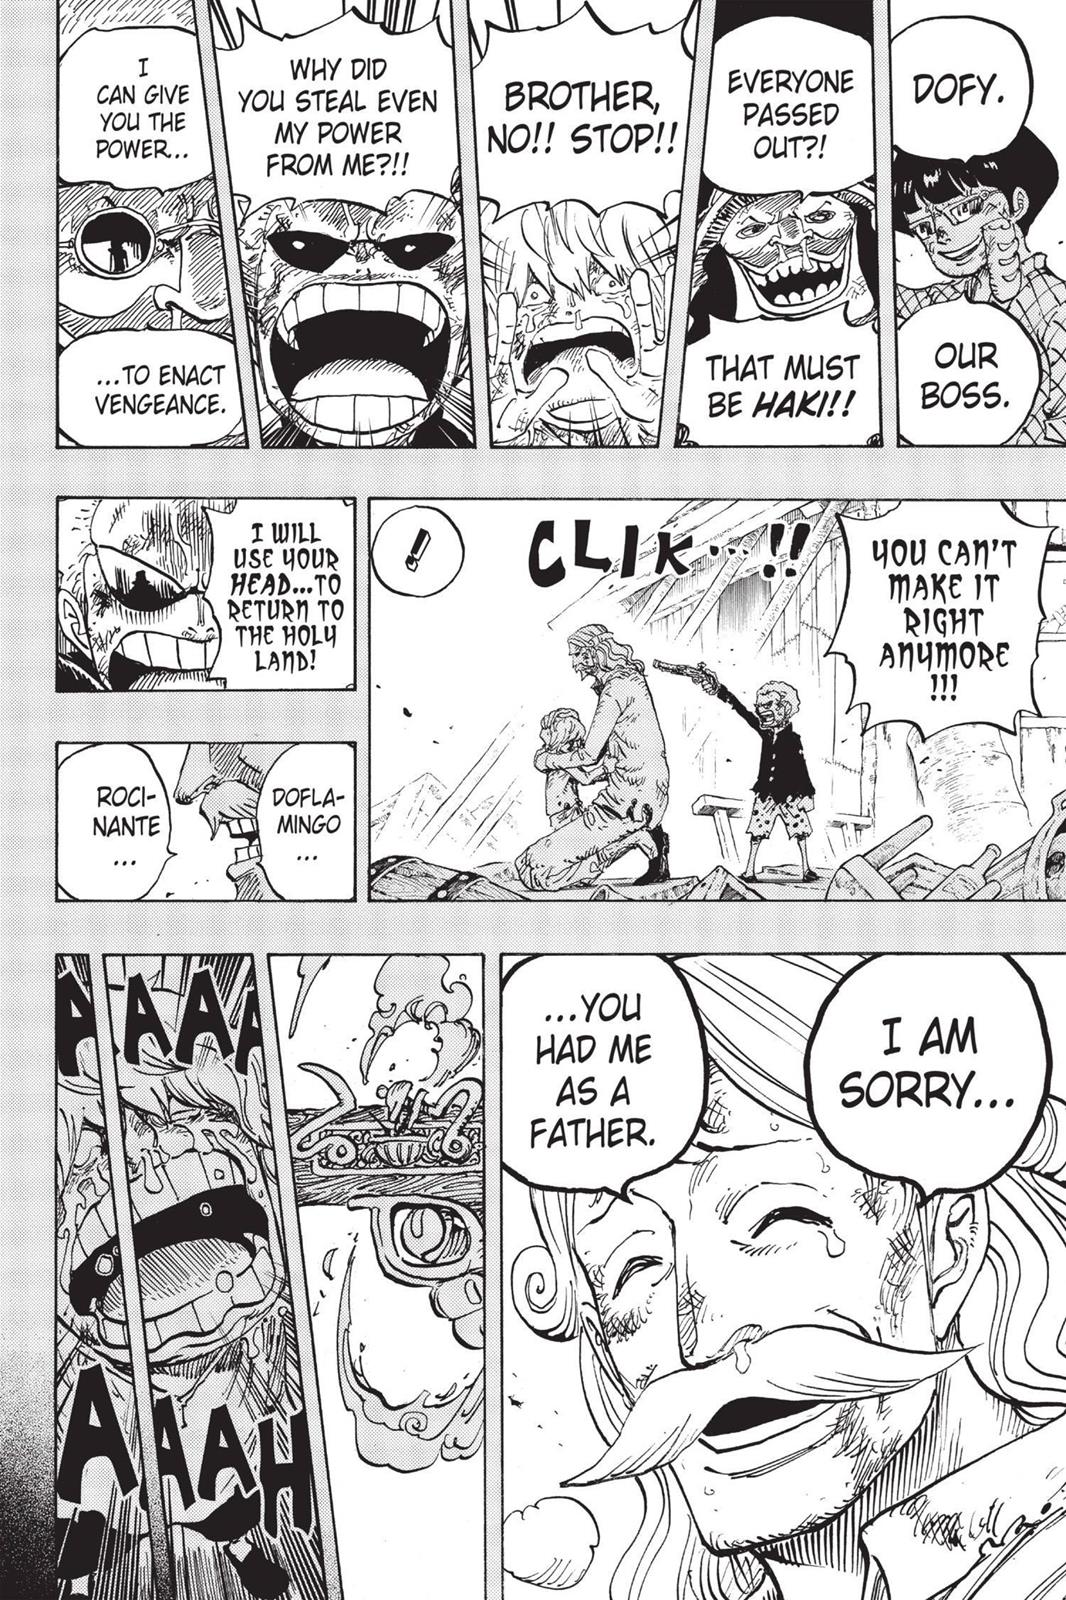 DOFY.
OUR
BOSS.
EVERYONE
PASSED
OUT?!
THAT MUST
BE HAKI!!
BROTHER,
NO!! STOP!!
WHY DID
YOU STEAL EVEN
MY POWER
FROM ME?!!
I
CAN GIVE
YOU THE
POWER...
...TO ENACT
VENGEANCE.
YOU CAN'T
MAKE IT
RIGHT
ANYMORE
!!!
CLIK...!!
!
I WILL
USE YOUR
HEAD...TO
RETURN TO
THE HOLY
LAND!
DOFLA-
MINGO
...
ROCI-
NANTE
...
I AM
SORRY...
...YOU
HAD ME
AS A
FATHER.
AAAAA
AAAAH